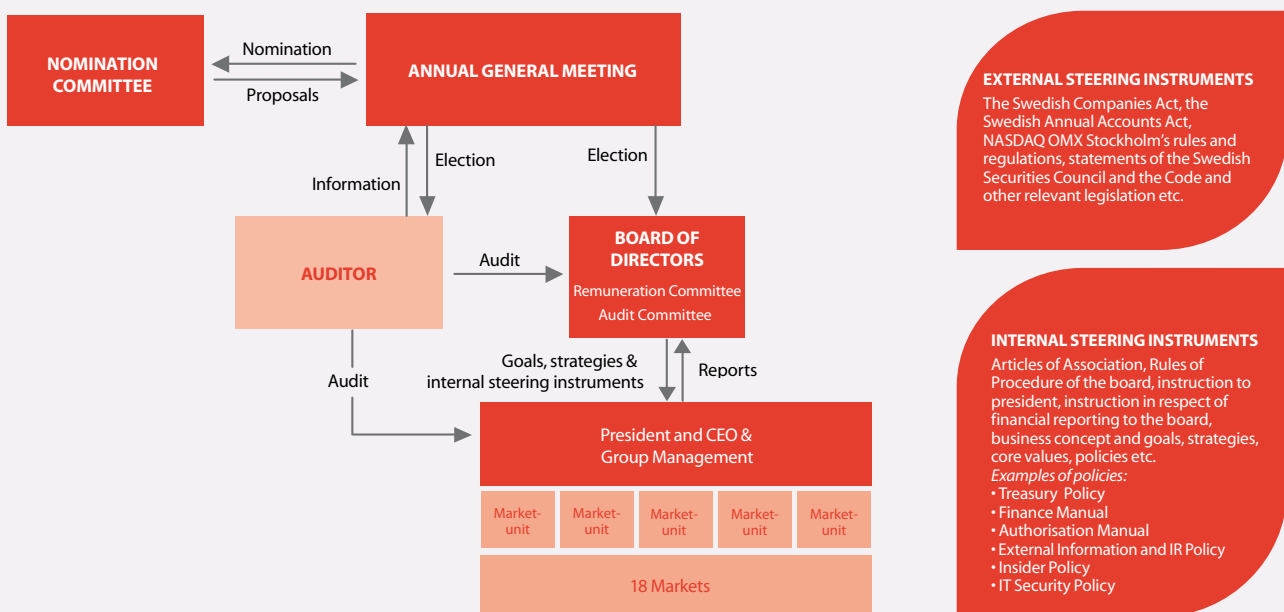 NOMINATION
COMMITTEE
Nomination
Proposals
ANNUAL GENERAL MEETING
Information
Election
Election
AUDITOR
Audit
BOARD OF
DIRECTORS
Remuneration Committee
Audit Committee
Audit
Goals, strategies &
internal steering instruments
Reports
President and CEO &
Group Management
Market-
unit
Market-
unit
Market-
unit
Market-
unit
Market-
unit
18 Markets
EXTERNAL STEERING INSTRUMENTS
The Swedish Companies Act, the
Swedish Annual Accounts Act,
NASDAQ OMX Stockholm's rules and
regulations, statements of the Swedish
Securities Council and the Code and
other relevant legislation etc.
INTERNAL STEERING INSTRUMENTS
Articles of Association, Rules of
Procedure of the board, instruction to
president, instruction in respect of
financial reporting to the board,
business concept and goals, strategies,
core values, policies etc.
Examples of policies:
• Treasury Policy
• Finance Manual
• Authorisation Manual
• External Information and IR Policy
• Insider Policy
• IT Security Policy